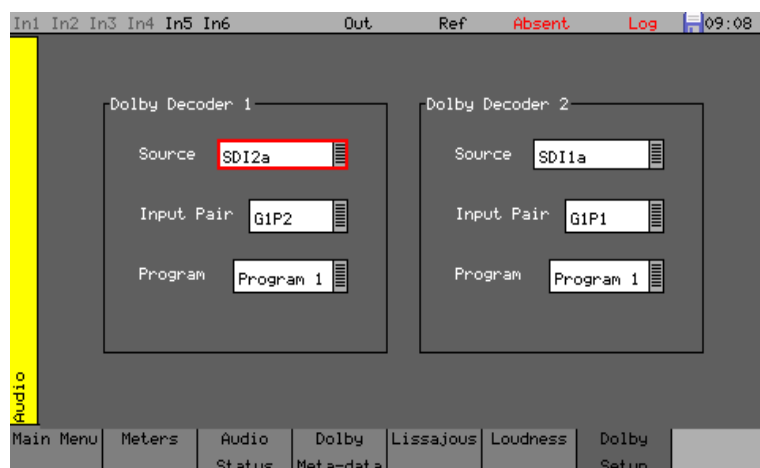 In1 In2 In3 In4 In5 In6 Out Ref Absent Log 09:08
Dolby Decoder 1 Dolby Decoder 2
Source SDI2a Source SDI1a
Input Pair G1P2 Input Pair G1P1
Program Program 1 Program Program 1
Audio
Main Menu Meters Audio Dolby Lissajous Loudness Dolby
Status Meta-data Setup